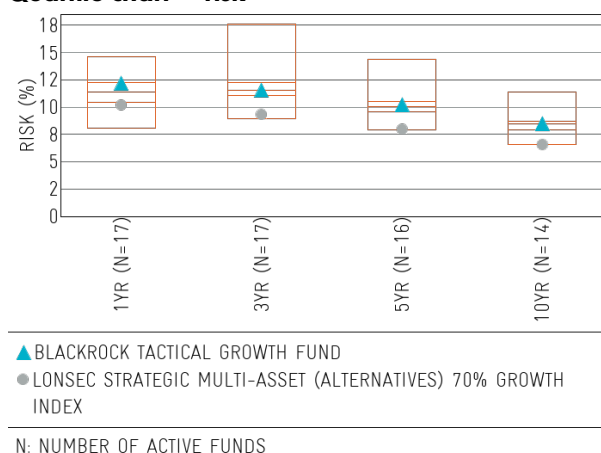 Quartile chart — risk
18
15
12
10
8
5
2
0
RISK (%)
1YR (N=17)
3YR (N=17)
5YR (N=16)
10YR (N=14)
BLACKROCK TACTICAL GROWTH FUND
LONSEC STRATEGIC MULTI-ASSET (ALTERNATIVES) 70% GROWTH
INDEX
N: NUMBER OF ACTIVE FUNDS